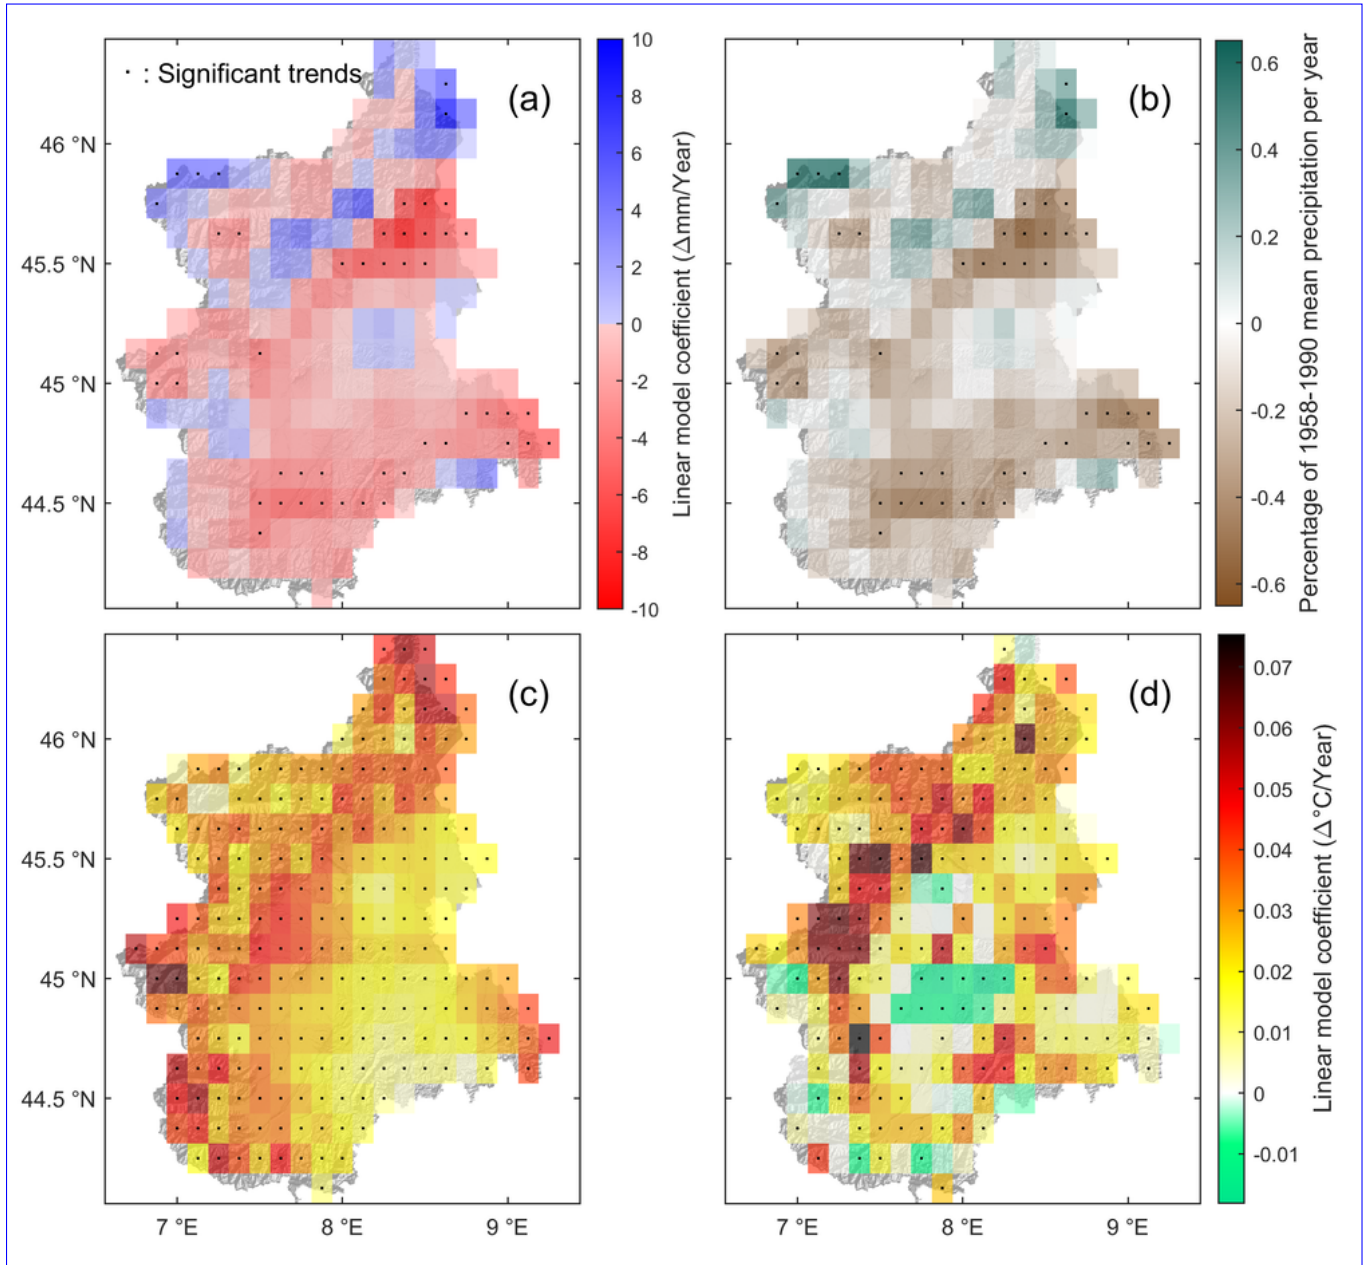 · : Significant trends
(a)
46 °N
45.5 °N
45 °N
44.5 °N
10
8
6
4
2
0
-2
-4
-6
-8
-10
Linear model coefficient (Δmm/Year)
(b)
0.6
0.4
0.2
0
-0.2
-0.4
-0.6
Percentage of 1958-1990 mean precipitation per year
(c)
46 °N
45.5 °N
45 °N
44.5 °N
7 °E
8 °E
9 °E
(d)
7 °E
8 °E
9 °E
0.07
0.06
0.05
0.04
0.03
0.02
0.01
0
-0.01
Linear model coefficient (Δ°C/Year)